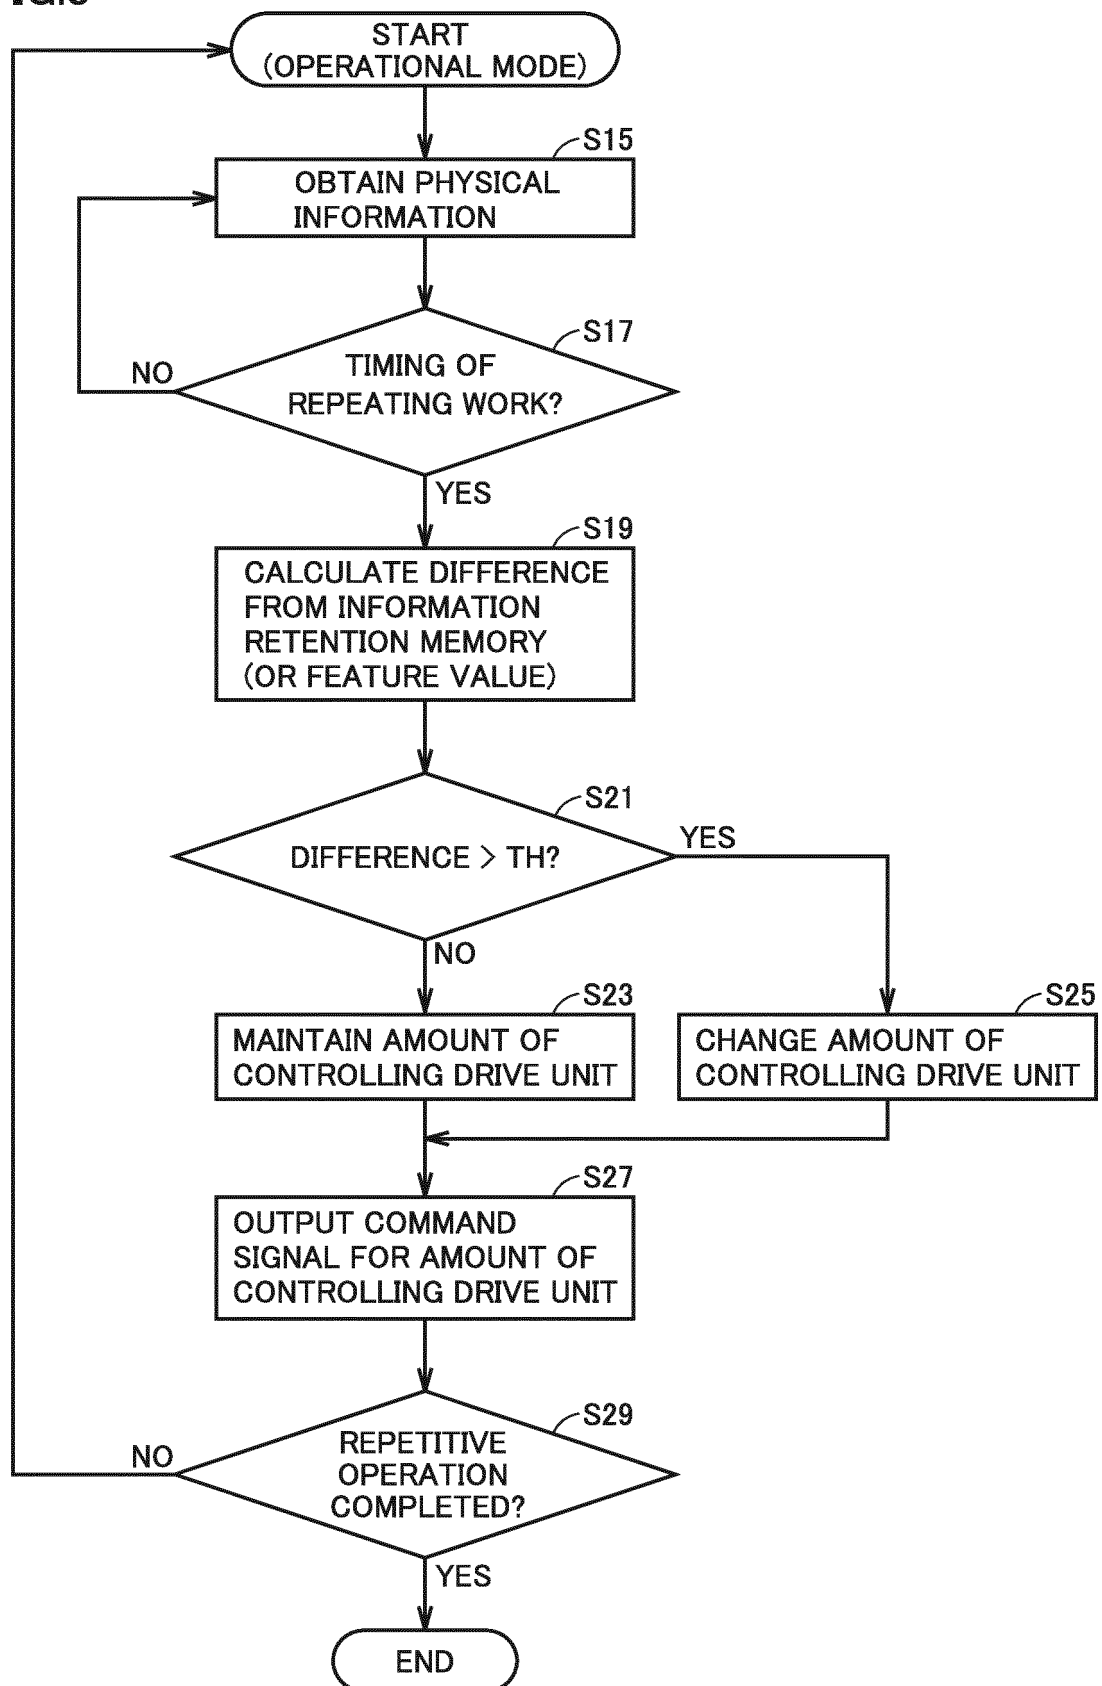 START
(OPERATIONAL MODE)
S15
OBTAIN PHYSICAL
INFORMATION
S17
TIMING OF
REPEATING WORK?
NO
YES
S19
CALCULATE DIFFERENCE
FROM INFORMATION
RETENTION MEMORY
(OR FEATURE VALUE)
S21
DIFFERENCE > TH?
YES
NO
S23
MAINTAIN AMOUNT OF
CONTROLLING DRIVE UNIT
S25
CHANGE AMOUNT OF
CONTROLLING DRIVE UNIT
S27
OUTPUT COMMAND
SIGNAL FOR AMOUNT OF
CONTROLLING DRIVE UNIT
S29
REPETITIVE
OPERATION
COMPLETED?
NO
YES
END